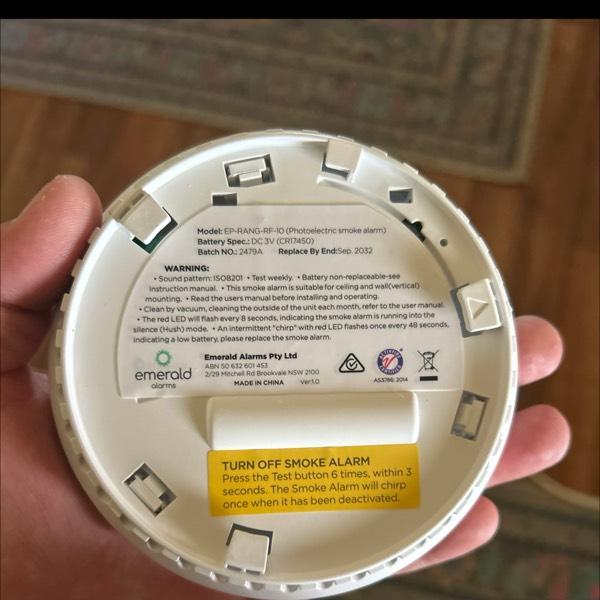 Model: EP-RANG-RF-10 (Photoelectric smoke alarm)
Battery Spec.: DC 3V (CR17450)
Batch NO.: 2479A Replace By End:Sep. 2032
WARNING:
• Sound pattern: ISO8201 • Test weekly. • Battery non-replaceable-see
instruction manual. • This smoke alarm is suitable for ceiling and wall(vertical)
mounting. • Read the users manual before installing and operating.
• Clean by vacuum, cleaning the outside of the unit each month, refer to the user manual.
• The red LED will flash every 8 seconds, indicating the smoke alarm is running into the
silence (Hush) mode. • An intermittent "chirp" with red LED flashes once every 48 seconds,
indicating a low battery, please replace the smoke alarm.
emerald
alarms
Emerald Alarms Pty Ltd
ABN 50 632 601 453
2/29 Mitchell Rd Brookvale NSW 2100
MADE IN CHINA Ver:1.0
AS3786: 2014
TURN OFF SMOKE ALARM
Press the Test button 6 times, within 3
seconds. The Smoke Alarm will chirp
once when it has been deactivated.